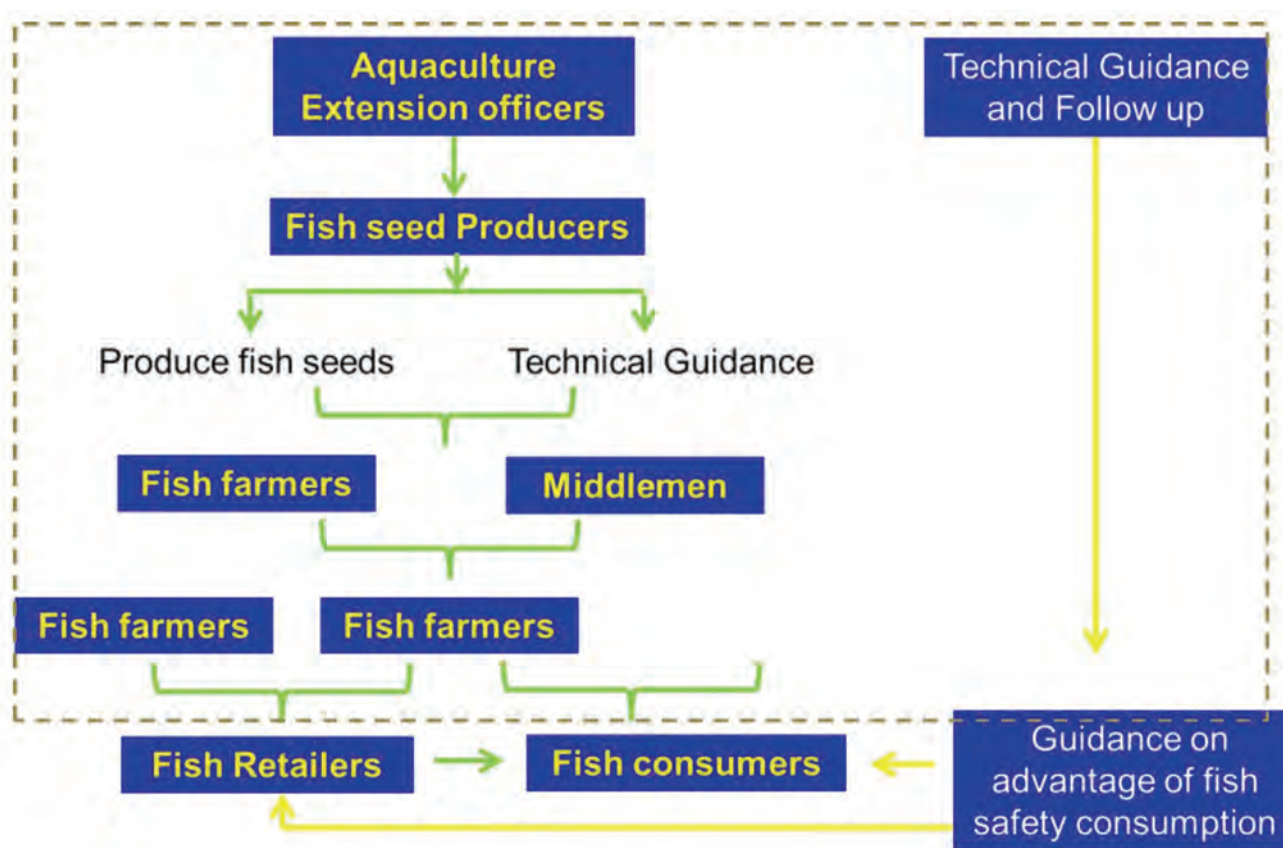 Aquaculture
Extension officers
Technical Guidance
and Follow up
Fish seed Producers
Produce fish seeds
Technical Guidance
Fish farmers
Middlemen
Fish farmers
Fish farmers
Fish Retailers
Fish consumers
Guidance on
advantage of fish
safety consumption